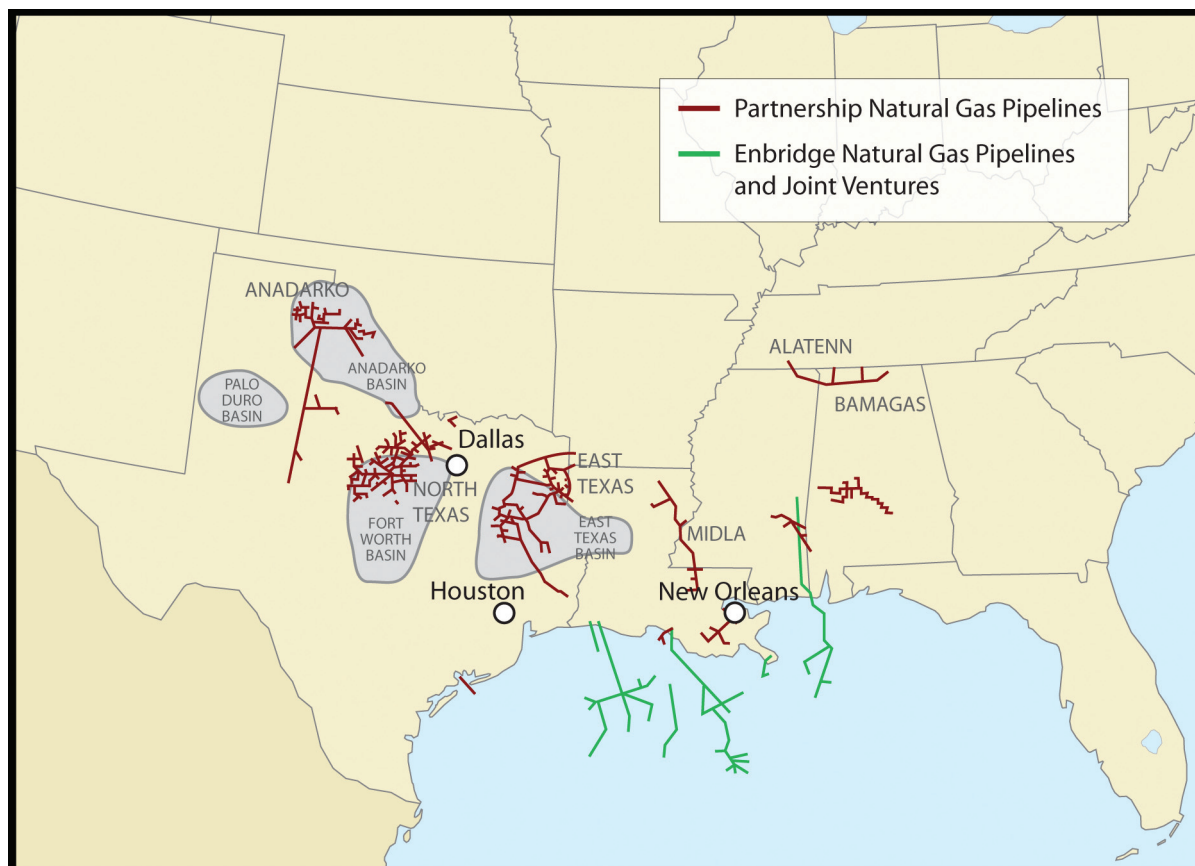 Partnership Natural Gas Pipelines
Enbridge Natural Gas Pipelines
and Joint Ventures
ANADARKO
ANADARKO
BASIN
PALO
DURO
BASIN
ALATENN
BAMAGAS
Dallas
NORTH
TEXAS
FORT
WORTH
BASIN
EAST
TEXAS
EAST
TEXAS
BASIN
MIDLA
Houston
New Orleans